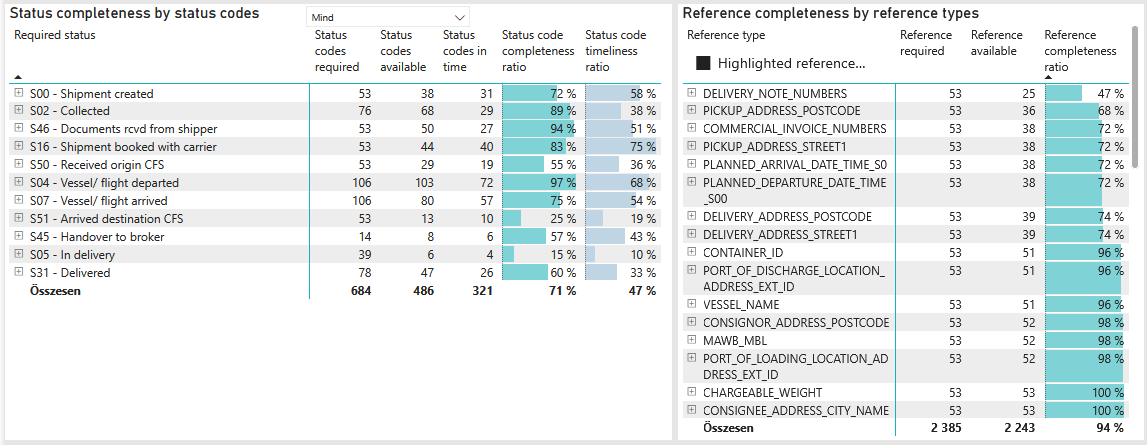 Status completeness by status codes
Mind
Required status
Status codes required
Status codes available
Status codes in time
Status code completeness ratio
Status code timeliness ratio
S00 - Shipment created 53 38 31 72 % 58 %
S02 - Collected 76 68 29 89 % 38 %
S46 - Documents rcvd from shipper 53 50 27 94 % 51 %
S16 - Shipment booked with carrier 53 44 40 83 % 75 %
S50 - Received origin CFS 53 29 19 55 % 36 %
S04 - Vessel/ flight departed 106 103 72 97 % 68 %
S07 - Vessel/ flight arrived 106 80 57 75 % 54 %
S51 - Arrived destination CFS 53 13 10 25 % 19 %
S45 - Handover to broker 14 8 6 57 % 43 %
S05 - In delivery 39 6 4 15 % 10 %
S31 - Delivered 78 47 26 60 % 33 %
Összesen 684 486 321 71 % 47 %
Reference completeness by reference types
Reference type
Reference required
Reference available
Reference completeness ratio
Highlighted reference...
DELIVERY_NOTE_NUMBERS 53 25 47 %
PICKUP_ADDRESS_POSTCODE 53 36 68 %
COMMERCIAL_INVOICE_NUMBERS 53 38 72 %
PICKUP_ADDRESS_STREET1 53 38 72 %
PLANNED_ARRIVAL_DATE_TIME_S0 53 38 72 %
PLANNED_DEPARTURE_DATE_TIME 53 38 72 %
_S00
DELIVERY_ADDRESS_POSTCODE 53 39 74 %
DELIVERY_ADDRESS_STREET1 53 39 74 %
CONTAINER_ID 53 51 96 %
PORT_OF_DISCHARGE_LOCATION_ 53 51 96 %
ADDRESS_EXT_ID
VESSEL_NAME 53 51 96 %
CONSIGNOR_ADDRESS_POSTCODE 53 52 98 %
MAWB_MBL 53 52 98 %
PORT_OF_LOADING_LOCATION_AD 53 52 98 %
DRESS_EXT_ID
CHARGEABLE_WEIGHT 53 53 100 %
CONSIGNEE_ADDRESS_CITY_NAME 53 53 100 %
Összesen 2 385 2 243 94 %